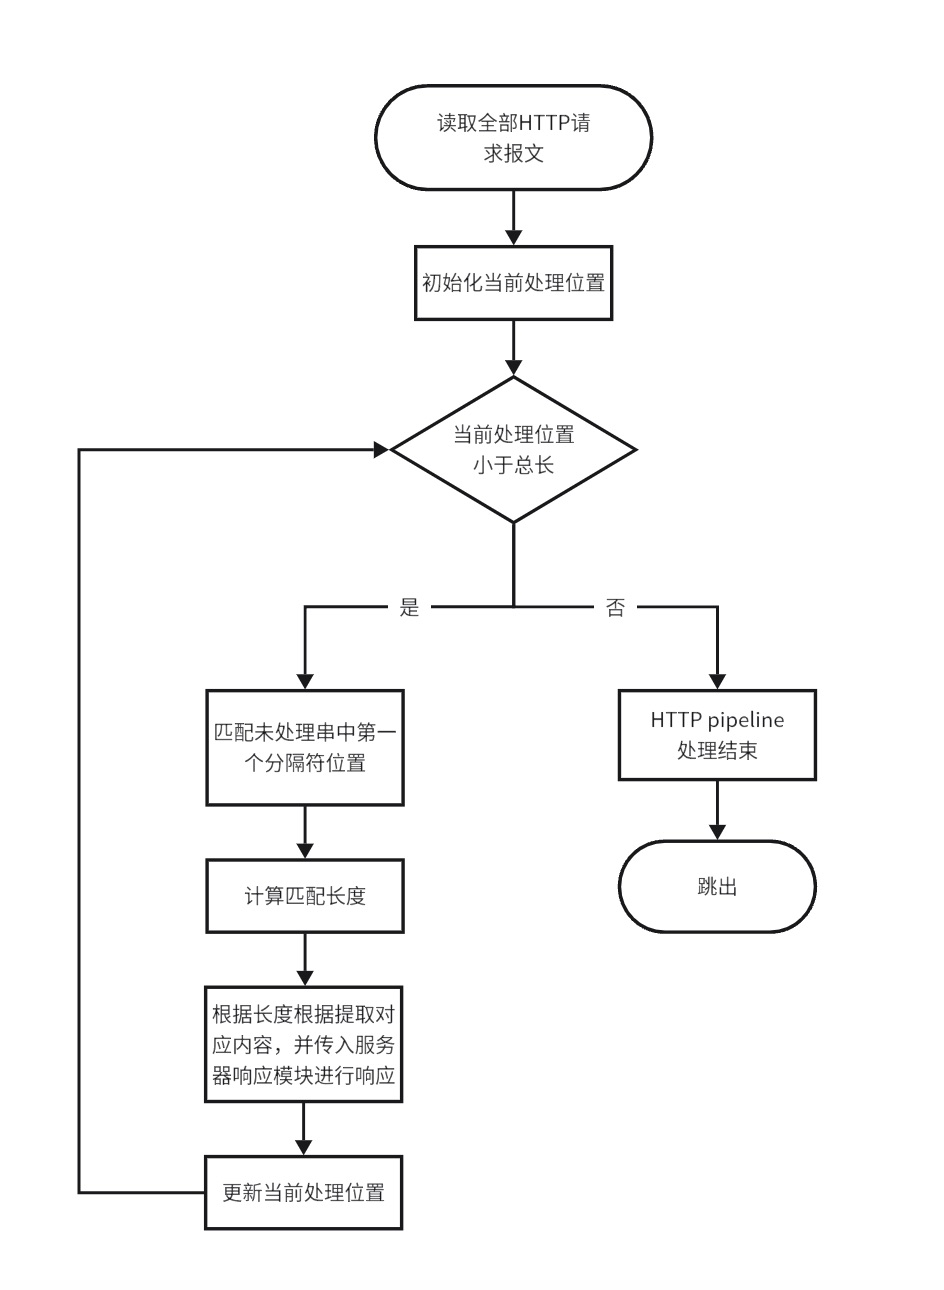 读取全部HTTP请
求报文
初始化当前处理位置
当前处理位置
小于总长
是
否
匹配未处理串中第一
个分隔符位置
HTTP pipeline
处理结束
计算匹配长度
跳出
根据长度根据提取对
应内容，并传入服务
器响应模块进行响应
更新当前处理位置